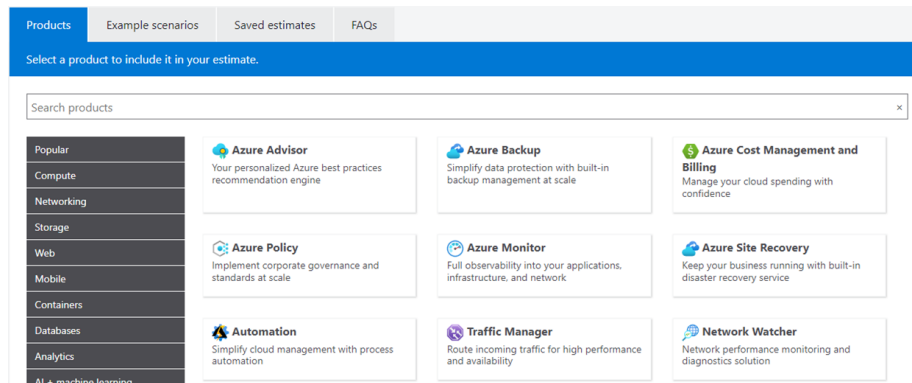 Products
Example scenarios
Saved estimates
FAQs
Select a product to include it in your estimate.
Search products
×
Popular
Compute
Networking
Storage
Web
Mobile
Containers
Databases
Analytics
AI + machine learning
Azure Advisor
Your personalized Azure best practices
recommendation engine
Azure Backup
Simplify data protection with built-in
backup management at scale
Azure Cost Management and
Billing
Manage your cloud spending with
confidence
Azure Policy
Implement corporate governance and
standards at scale
Azure Monitor
Full observability into your applications,
infrastructure, and network
Azure Site Recovery
Keep your business running with built-in
disaster recovery service
Automation
Simplify cloud management with process
automation
Traffic Manager
Route incoming traffic for high performance
and availability
Network Watcher
Network performance monitoring and
diagnostics solution